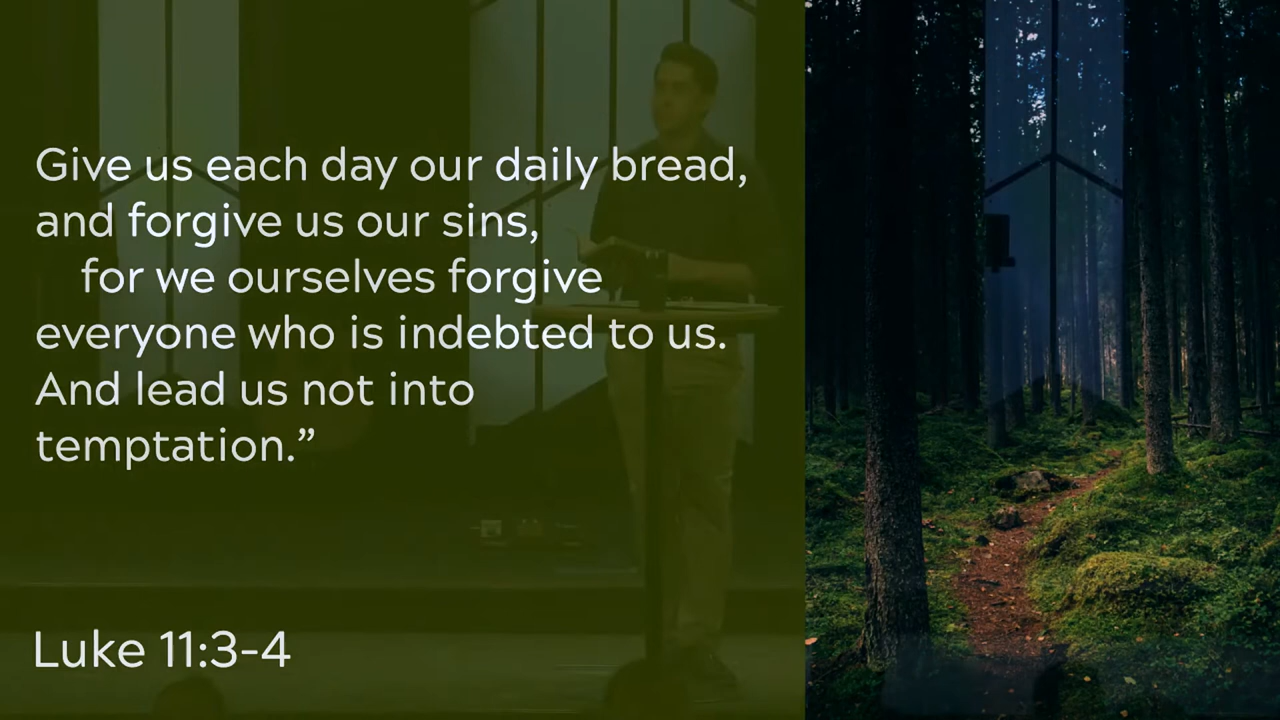 Give us each day our daily bread,
and forgive us our sins,
for we ourselves forgive
everyone who is indebted to us.
And lead us not into
temptation.”
Luke 11:3-4